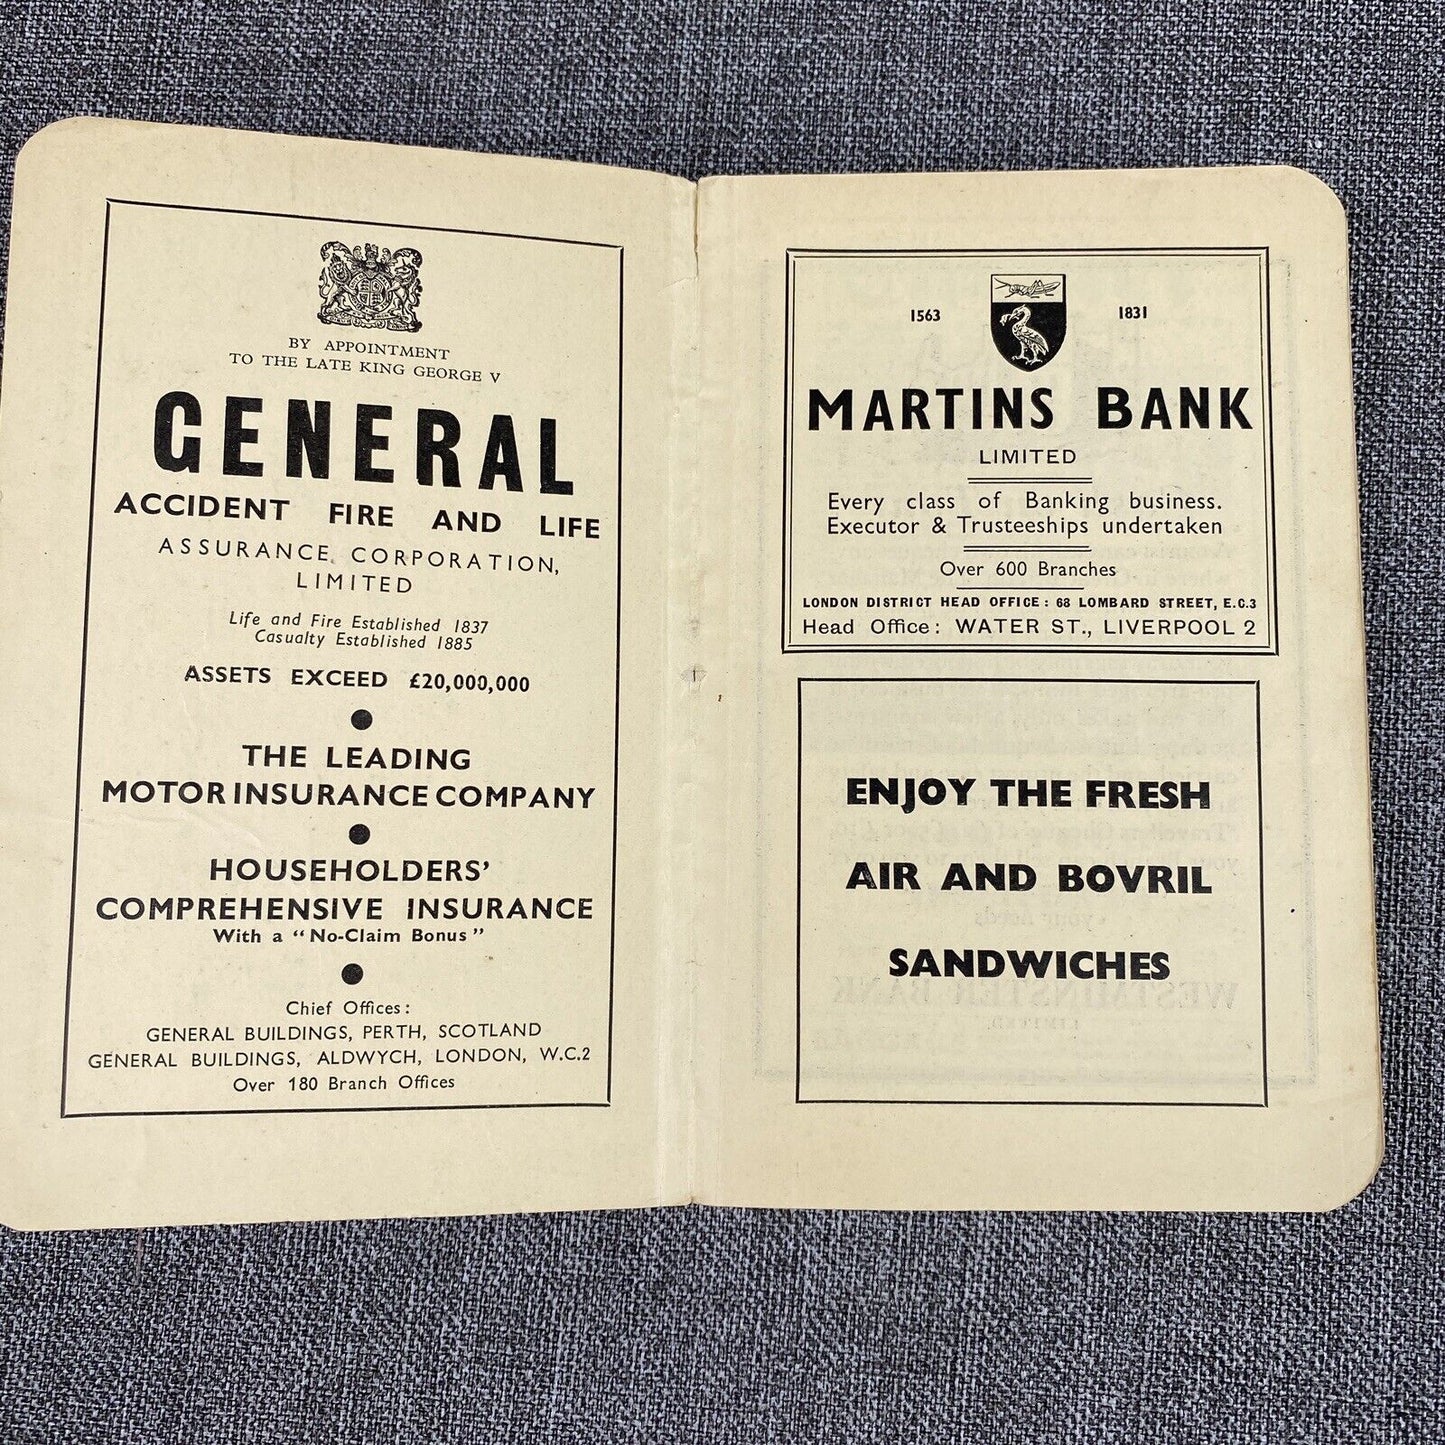 BY APPOINTMENT
TO THE LATE KING GEORGE V
GENERAL
ACCIDENT FIRE AND LIFE
ASSURANCE CORPORATION,
LIMITED
Life and Fire Established 1837
Casualty Established 1885
ASSETS EXCEED £20,000,000
THE LEADING
MOTOR INSURANCE COMPANY
HOUSEHOLDERS'
COMPREHENSIVE INSURANCE
With a "No-Claim Bonus"
Chief Offices:
GENERAL BUILDINGS, PERTH, SCOTLAND
GENERAL BUILDINGS, ALDWYCH, LONDON, W.C.2
Over 180 Branch Offices
1563 1831
MARTINS BANK
LIMITED
Every class of Banking business.
Executor & Trusteeships undertaken
Over 600 Branches
LONDON DISTRICT HEAD OFFICE: 68 LOMBARD STREET, E.C.3
Head Office: WATER ST., LIVERPOOL 2
ENJOY THE FRESH
AIR AND BOVRIL
SANDWICHES
WESTMINSTER BANK
LIMITED